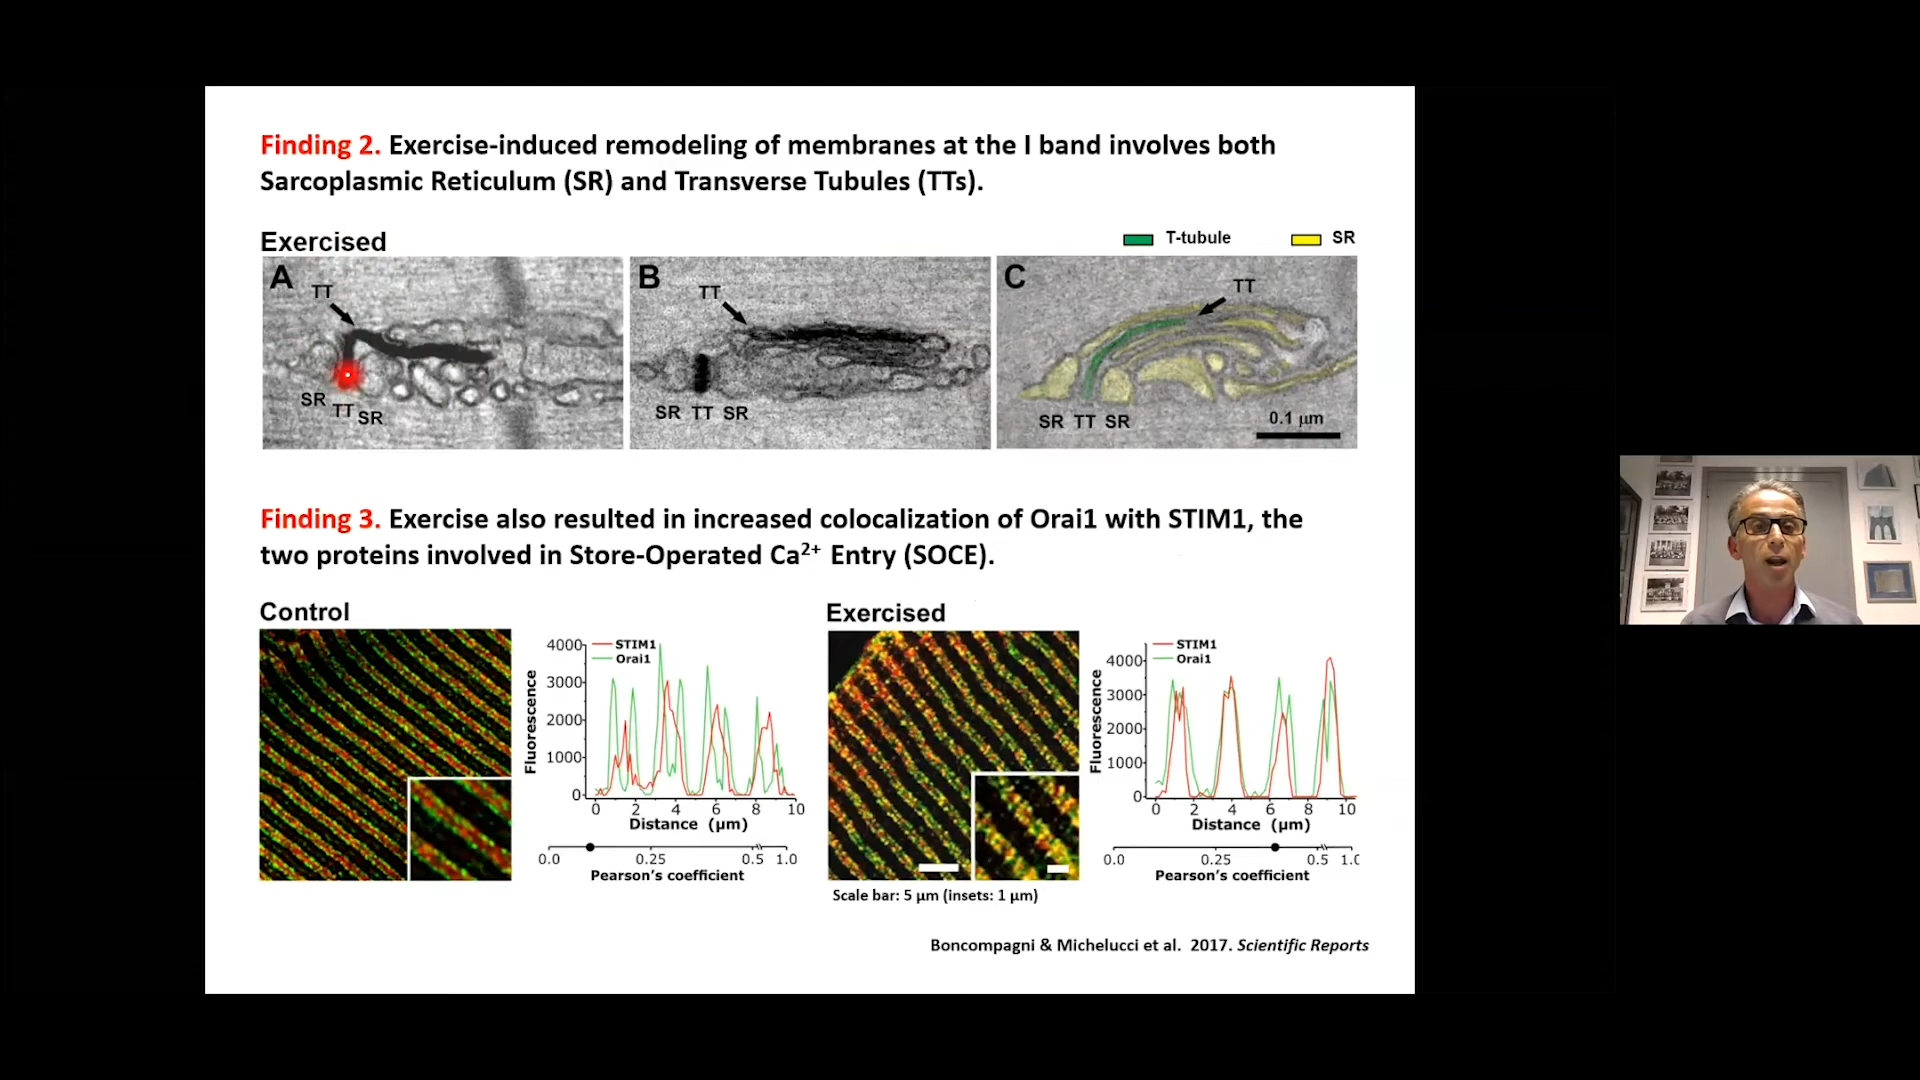 Finding 2. Exercise-induced remodeling of membranes at the I band involves both
Sarcoplasmic Reticulum (SR) and Transverse Tubules (TTs).
Exercised
T-tubule
SR
A
TT
SR TT SR
B
TT
SR TT SR
C
TT
SR TT SR
0.1 µm
Finding 3. Exercise also resulted in increased colocalization of Orai1 with STIM1, the
two proteins involved in Store-Operated Ca²⁺ Entry (SOCE).
Control
Fluorescence
4000
3000
2000
1000
0
STIM1
Orai1
0 2 4 6 8 10
Distance (µm)
0.0 0.25 0.5 1.0
Pearson's coefficient
Exercised
Scale bar: 5 µm (insets: 1 µm)
Fluorescence
4000
3000
2000
1000
0
STIM1
Orai1
0 2 4 6 8 10
Distance (µm)
0.0 0.25 0.5 1.0
Pearson's coefficient
Boncompagni & Michelucci et al. 2017. Scientific Reports